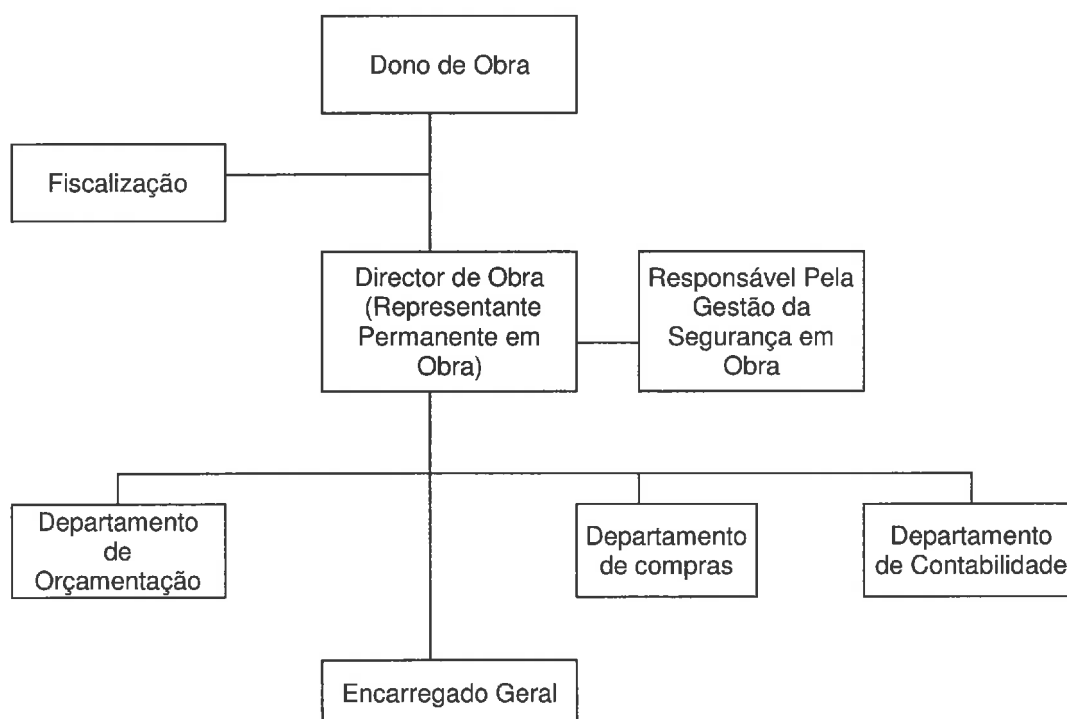 Dono de Obra
Fiscalização
Director de Obra
(Representante
Permanente em
Obra)
Responsável Pela
Gestão da
Segurança em
Obra
Departamento
de
Orçamentação
Departamento
de compras
Departamento
de Contabilidade
Encarregado Geral